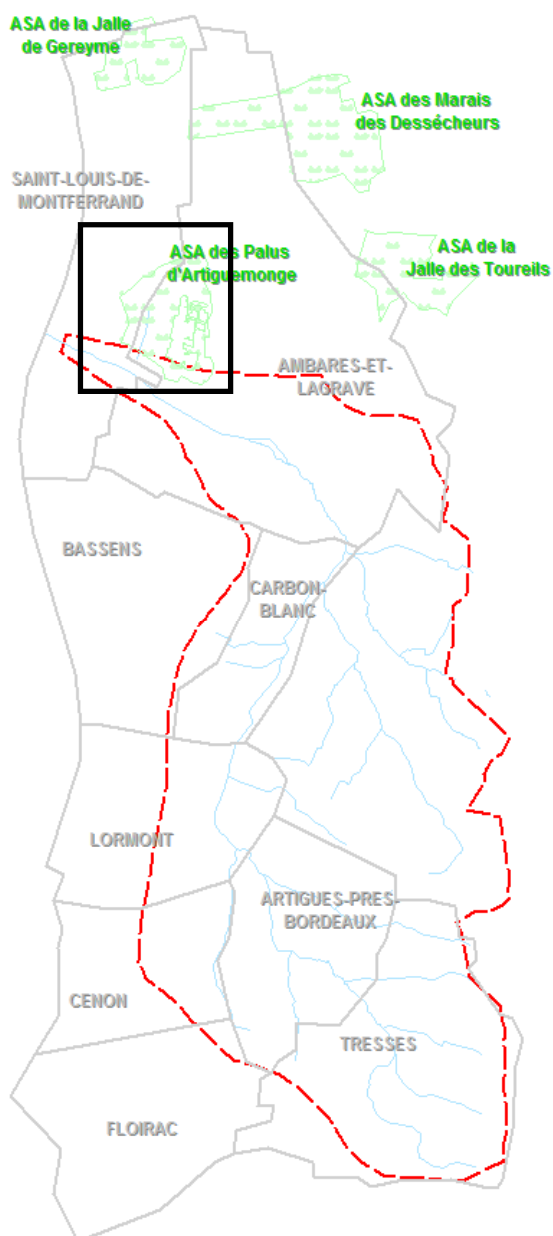 ASA de la Jalle
de Gereyme
ASA des Marais
des Dessécheurs
SAINT-LOUIS-DE-
MONTFERRAND
ASA des Palus
d'Artiguemonge
ASA de la
Jalle des Toureils
AMBARES-ET-
LAGRAVE
BASSENS
CARBON-
BLANC
LORMONT
ARTIGUES-PRES-
BORDEAUX
CENON
TRESSES
FLOIRAC